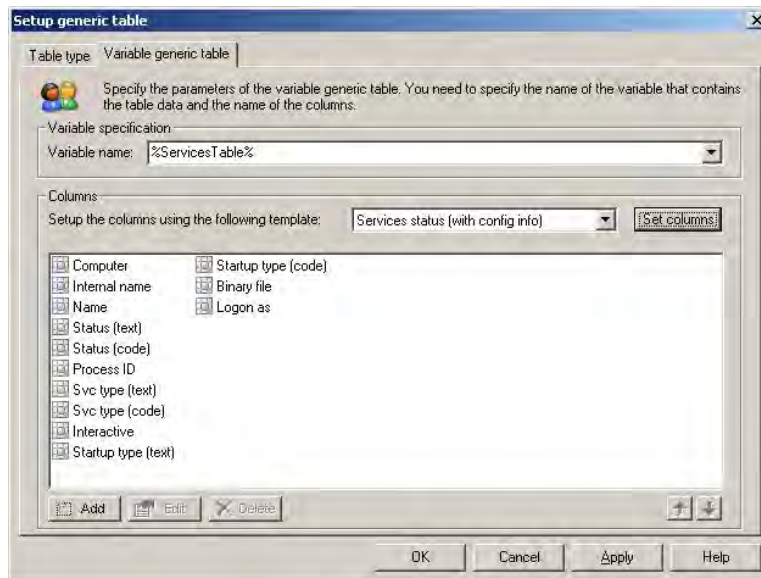 Setup generic table
Table type
Variable generic table
Specify the parameters of the variable generic table. You need to specify the name of the variable that contains
the table data and the name of the columns.
Variable specification
Variable name: %ServicesTable%
Columns
Setup the columns using the following template: Services status (with config info) Set columns
Computer
Internal name
Name
Status (text)
Status (code)
Process ID
Svc type (text)
Svc type (code)
Interactive
Startup type (text)
Startup type (code)
Binary file
Logon as
Add Edit Delete
OK Cancel Apply Help